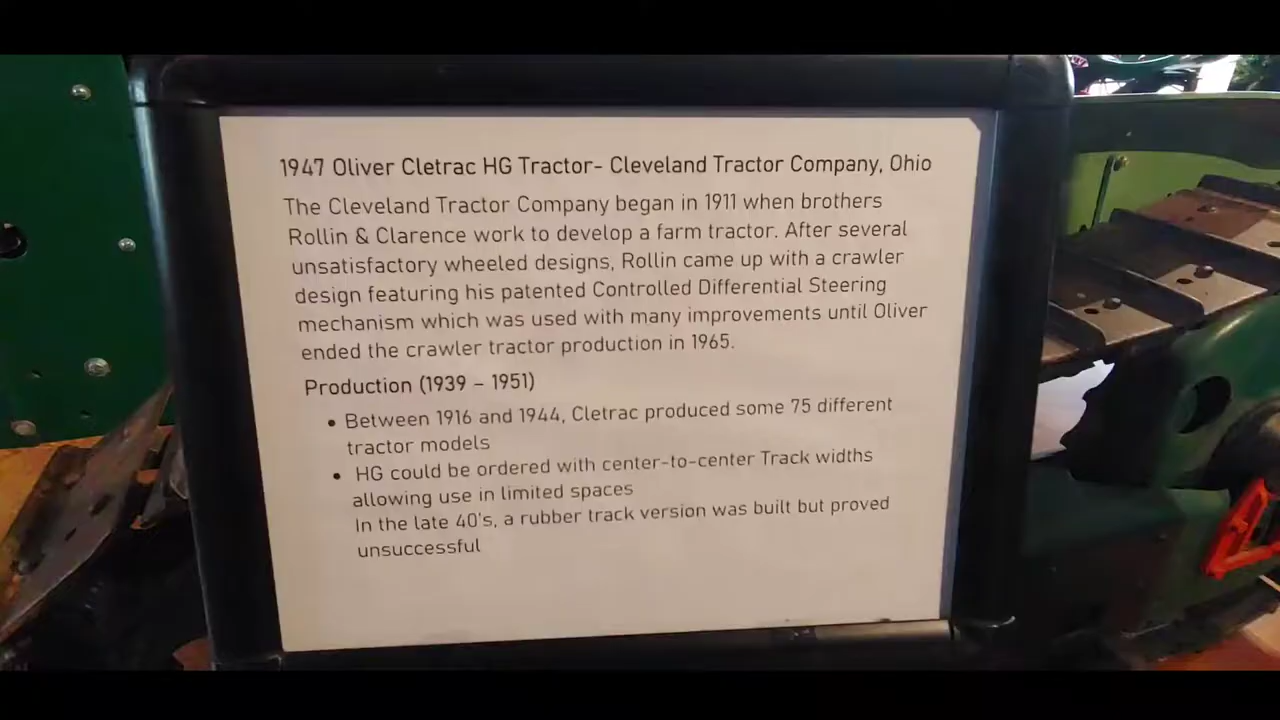 1947 Oliver Cletrac HG Tractor- Cleveland Tractor Company, Ohio
The Cleveland Tractor Company began in 1911 when brothers
Rollin & Clarence work to develop a farm tractor. After several
unsatisfactory wheeled designs, Rollin came up with a crawler
design featuring his patented Controlled Differential Steering
mechanism which was used with many improvements until Oliver
ended the crawler tractor production in 1965.
Production (1939 – 1951)
• Between 1916 and 1944, Cletrac produced some 75 different
tractor models
• HG could be ordered with center-to-center Track widths
allowing use in limited spaces
In the late 40's, a rubber track version was built but proved
unsuccessful